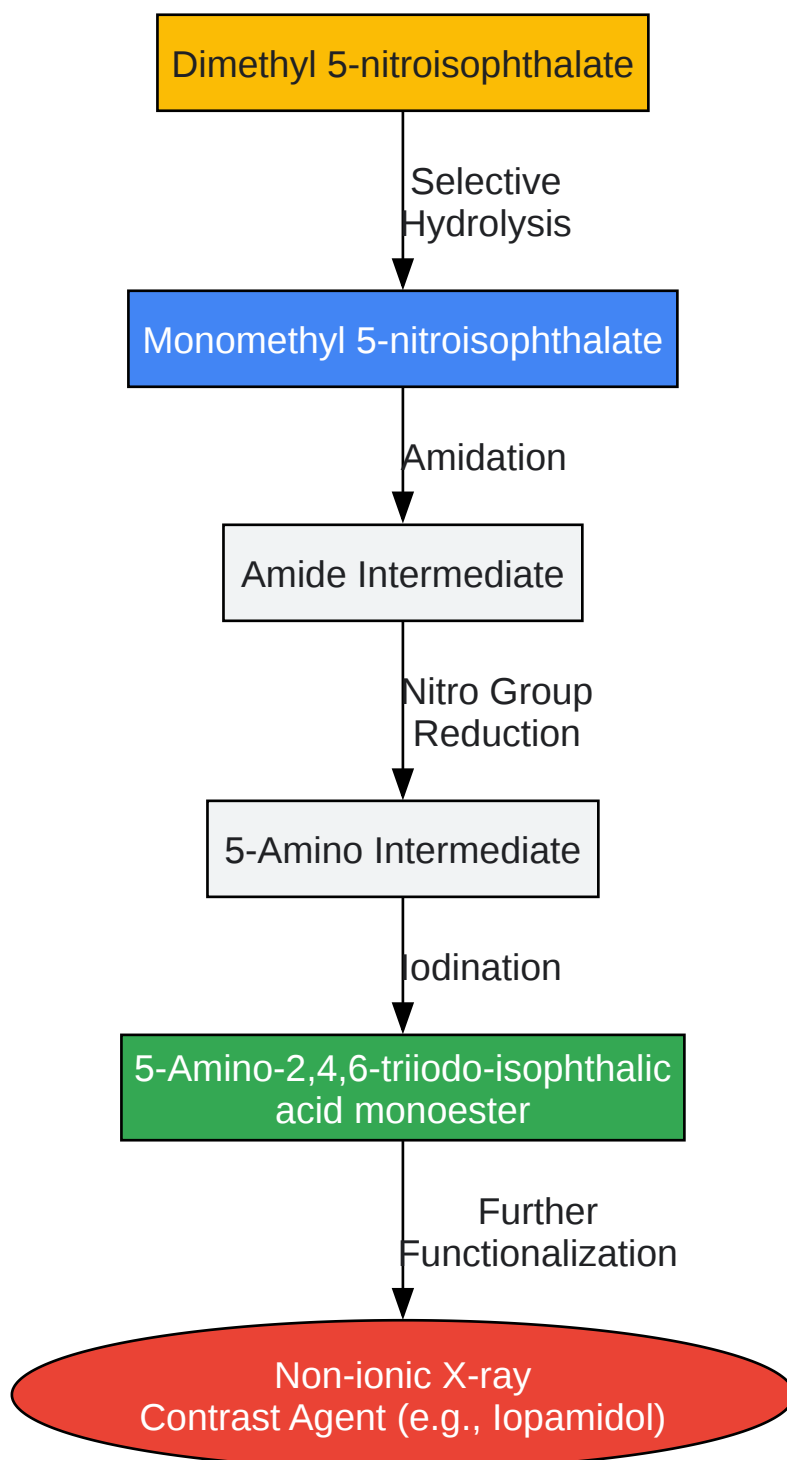 Dimethyl 5-nitroisophthalate
Selective
Hydrolysis
Monomethyl 5-nitroisophthalate
Amidation
Amide Intermediate
Nitro Group
Reduction
5-Amino Intermediate
Iodination
5-Amino-2,4,6-triiodo-isophthalic
acid monoester
Further
Functionalization
Non-ionic X-ray
Contrast Agent (e.g., Iopamidol)